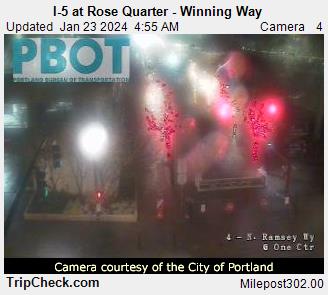 I-5 at Rose Quarter - Winning Way
Updated Jan 23 2024 4:55 AM Camera 4
PBOT
PORTLAND BUREAU OF TRANSPORTATION
4 - N. Ramsey Wy
@ One Ctr
Camera courtesy of the City of Portland
TripCheck.com Milepost302.00